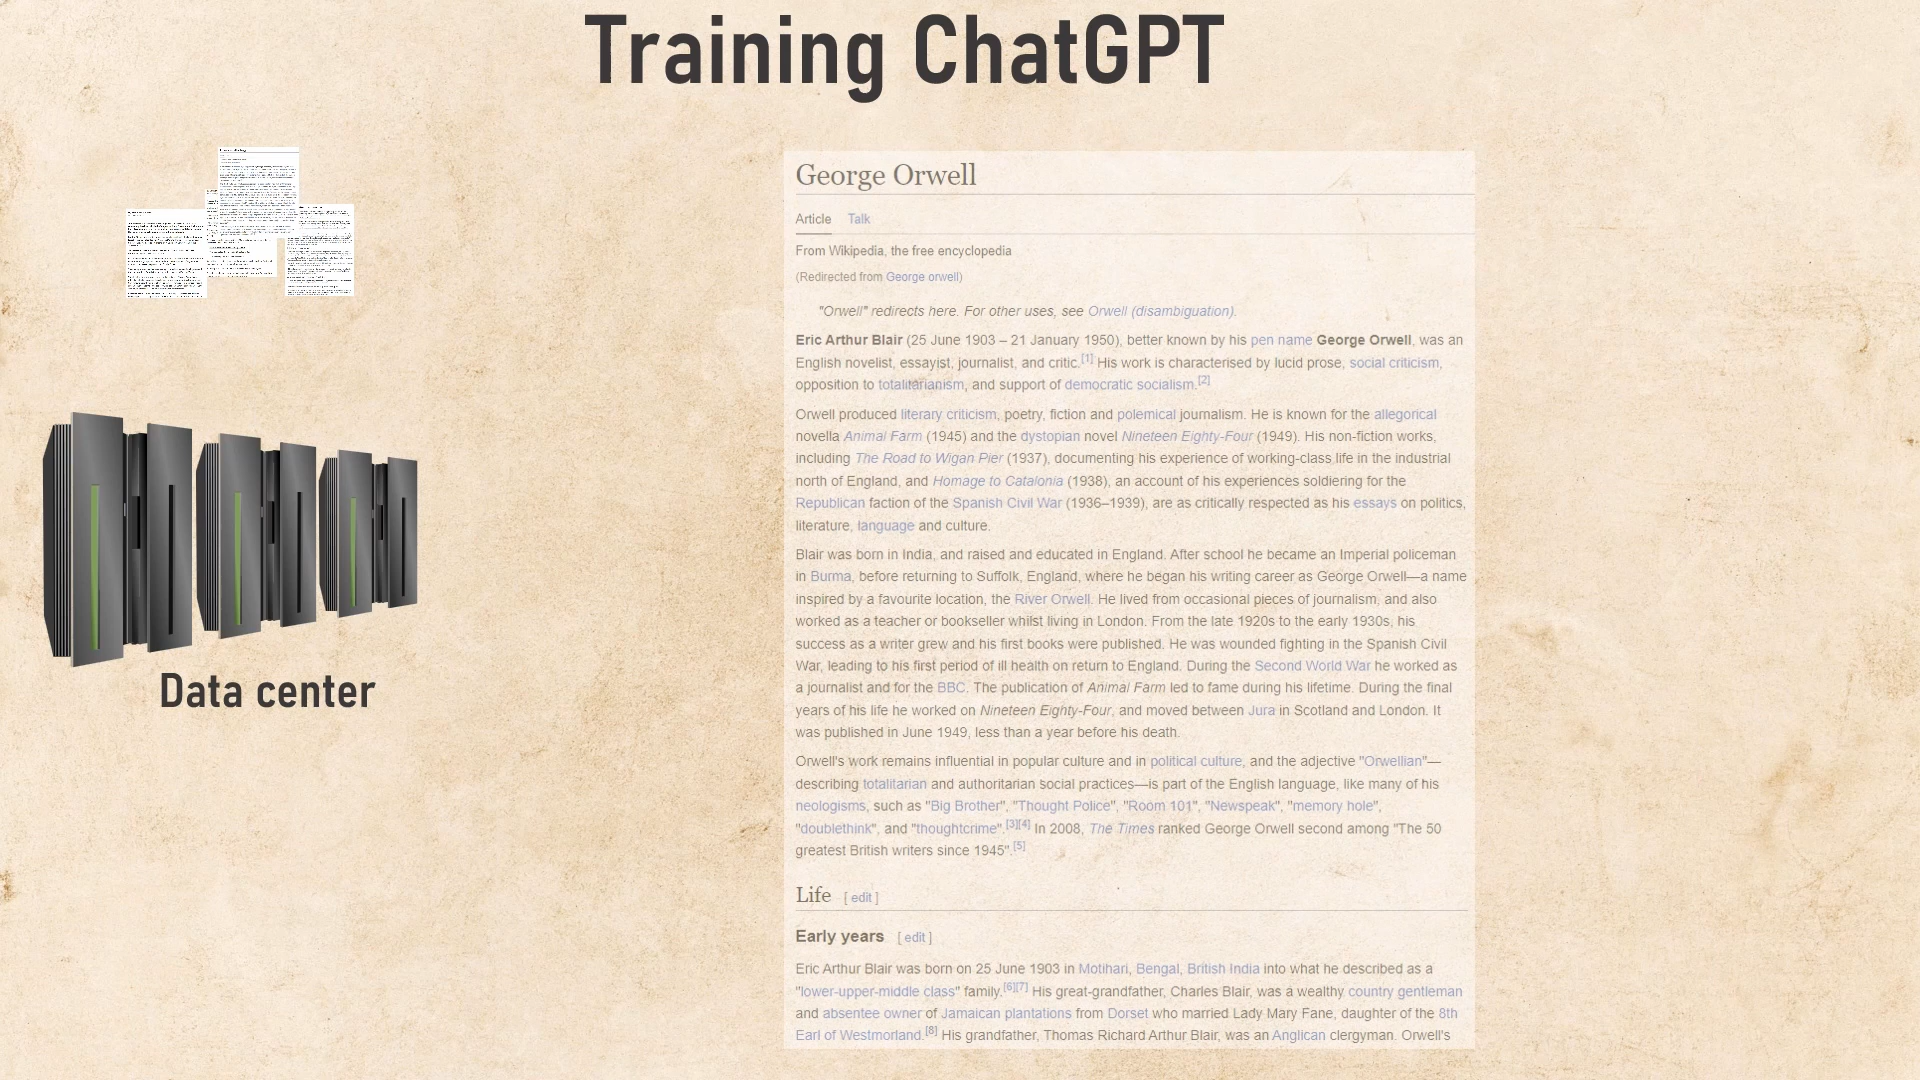 Training ChatGPT
George Orwell
Article Talk
From Wikipedia, the free encyclopedia
(Redirected from George orwell)
"Orwell" redirects here. For other uses, see Orwell (disambiguation).
Eric Arthur Blair (25 June 1903 – 21 January 1950), better known by his pen name George Orwell, was an
English novelist, essayist, journalist, and critic.[1] His work is characterised by lucid prose, social criticism,
opposition to totalitarianism, and support of democratic socialism.[2]
Orwell produced literary criticism, poetry, fiction and polemical journalism. He is known for the allegorical
novella Animal Farm (1945) and the dystopian novel Nineteen Eighty-Four (1949). His non-fiction works,
including The Road to Wigan Pier (1937), documenting his experience of working-class life in the industrial
north of England, and Homage to Catalonia (1938), an account of his experiences soldiering for the
Republican faction of the Spanish Civil War (1936–1939), are as critically respected as his essays on politics,
literature, language and culture.
Blair was born in India, and raised and educated in England. After school he became an Imperial policeman
in Burma, before returning to Suffolk, England, where he began his writing career as George Orwell—a name
inspired by a favourite location, the River Orwell. He lived from occasional pieces of journalism, and also
worked as a teacher or bookseller whilst living in London. From the late 1920s to the early 1930s, his
success as a writer grew and his first books were published. He was wounded fighting in the Spanish Civil
War, leading to his first period of ill health on return to England. During the Second World War he worked as
a journalist and for the BBC. The publication of Animal Farm led to fame during his lifetime. During the final
years of his life he worked on Nineteen Eighty-Four, and moved between Jura in Scotland and London. It
was published in June 1949, less than a year before his death.
Orwell's work remains influential in popular culture and in political culture, and the adjective "Orwellian"—
describing totalitarian and authoritarian social practices—is part of the English language, like many of his
neologisms, such as "Big Brother", "Thought Police", "Room 101", "Newspeak", "memory hole",
"doublethink", and "thoughtcrime".[3][4] In 2008, The Times ranked George Orwell second among "The 50
greatest British writers since 1945".[5]
Life [ edit ]
Early years [ edit ]
Eric Arthur Blair was born on 25 June 1903 in Motihari, Bengal, British India into what he described as a
"lower-upper-middle class" family.[6][7] His great-grandfather, Charles Blair, was a wealthy country gentleman
and absentee owner of Jamaican plantations from Dorset who married Lady Mary Fane, daughter of the 8th
Earl of Westmorland.[8] His grandfather, Thomas Richard Arthur Blair, was an Anglican clergyman. Orwell's
Data center